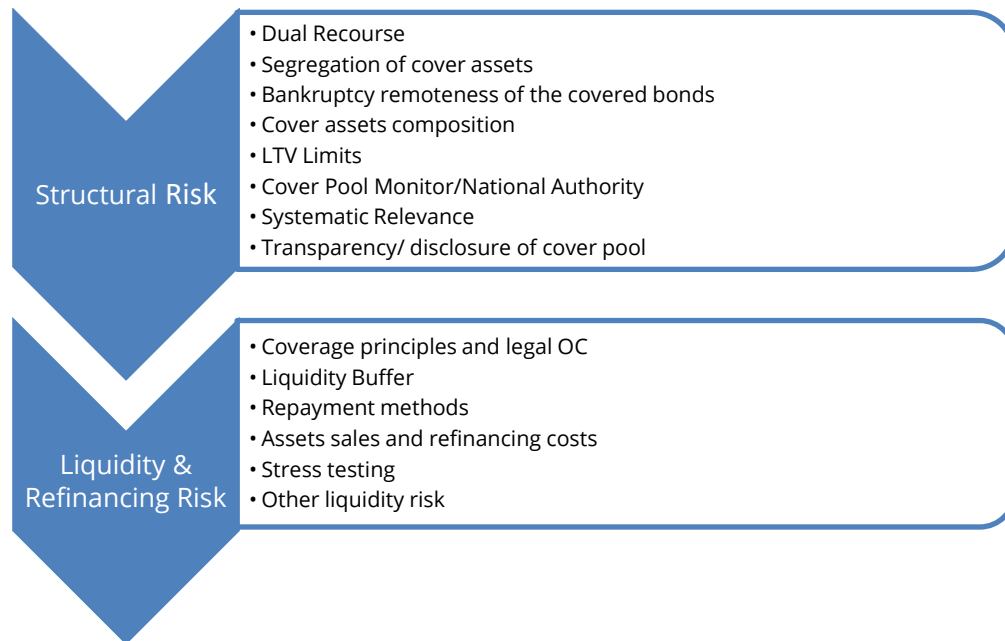 Structural Risk
• Dual Recourse
• Segregation of cover assets
• Bankruptcy remoteness of the covered bonds
• Cover assets composition
• LTV Limits
• Cover Pool Monitor/National Authority
• Systematic Relevance
• Transparency/ disclosure of cover pool
Liquidity &
Refinancing Risk
• Coverage principles and legal OC
• Liquidity Buffer
• Repayment methods
• Assets sales and refinancing costs
• Stress testing
• Other liquidity risk